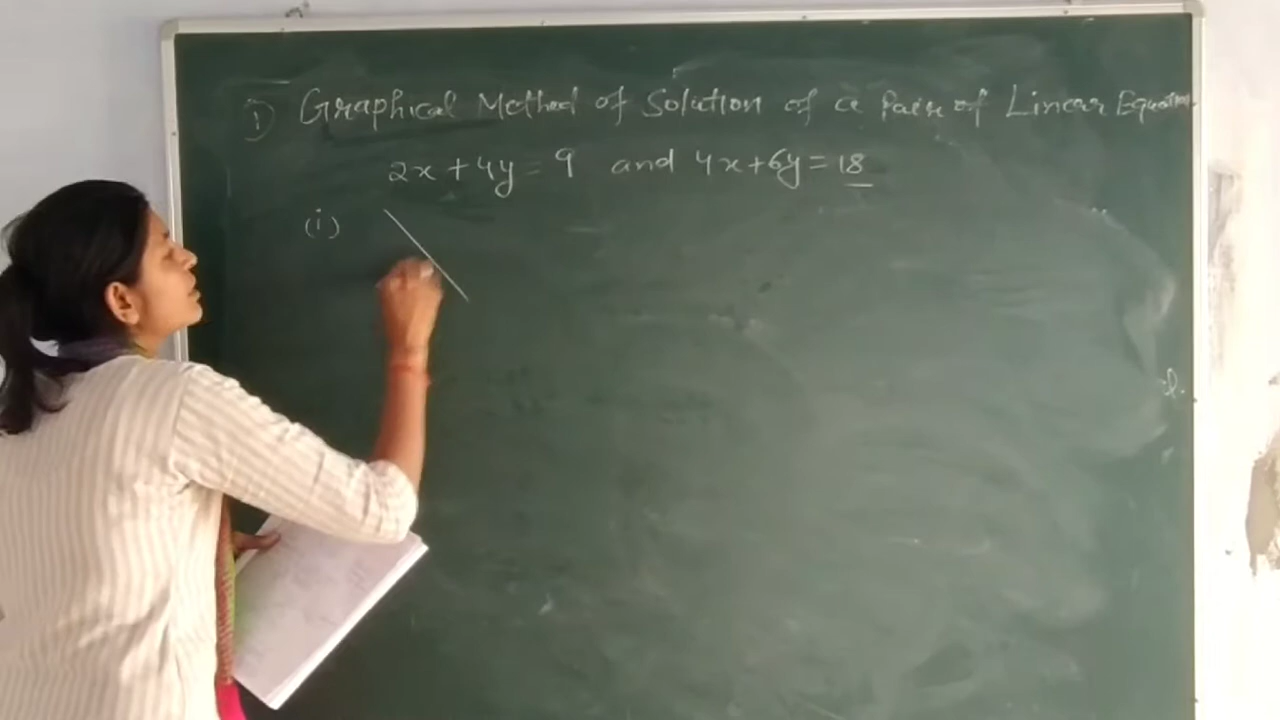 1) Graphical Method of Solution of a Pair of Linear Equation
2x + 4y = 9 and 4x + 6y = 18
(i)